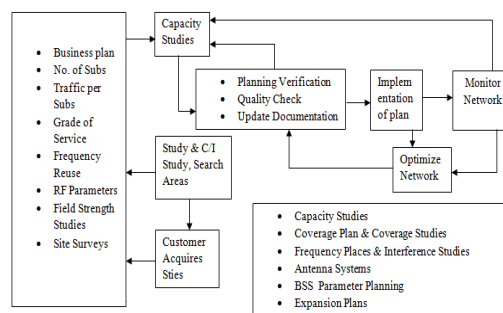 Business plan
No. of Subs
Traffic per
Subs
Grade of
Service
Frequency
Reuse
RF Parameters
Field Strength
Studies
Site Surveys
Capacity
Studies
Planning Verification
Quality Check
Update Documentation
Implem
entation
of plan
Monitor
Network
Optimize
Network
Study & C/I
Study, Search
Areas
Customer
Acquires
Sties
Capacity Studies
Coverage Plan & Coverage Studies
Frequency Places & Interference Studies
Antenna Systems
BSS Parameter Planning
Expansion Plans